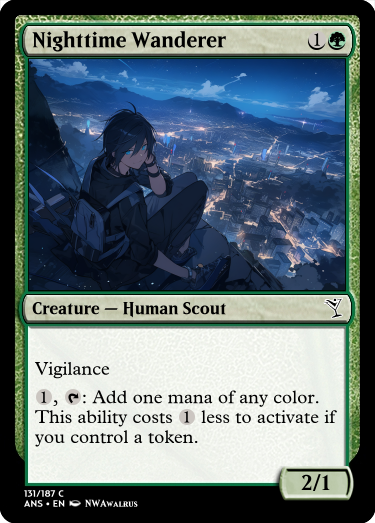 Nighttime Wanderer 1
Creature — Human Scout
Vigilance
1, : Add one mana of any color.
This ability costs 1 less to activate if
you control a token.
2/1
131/187 C
ANS • EN NWAwalrus